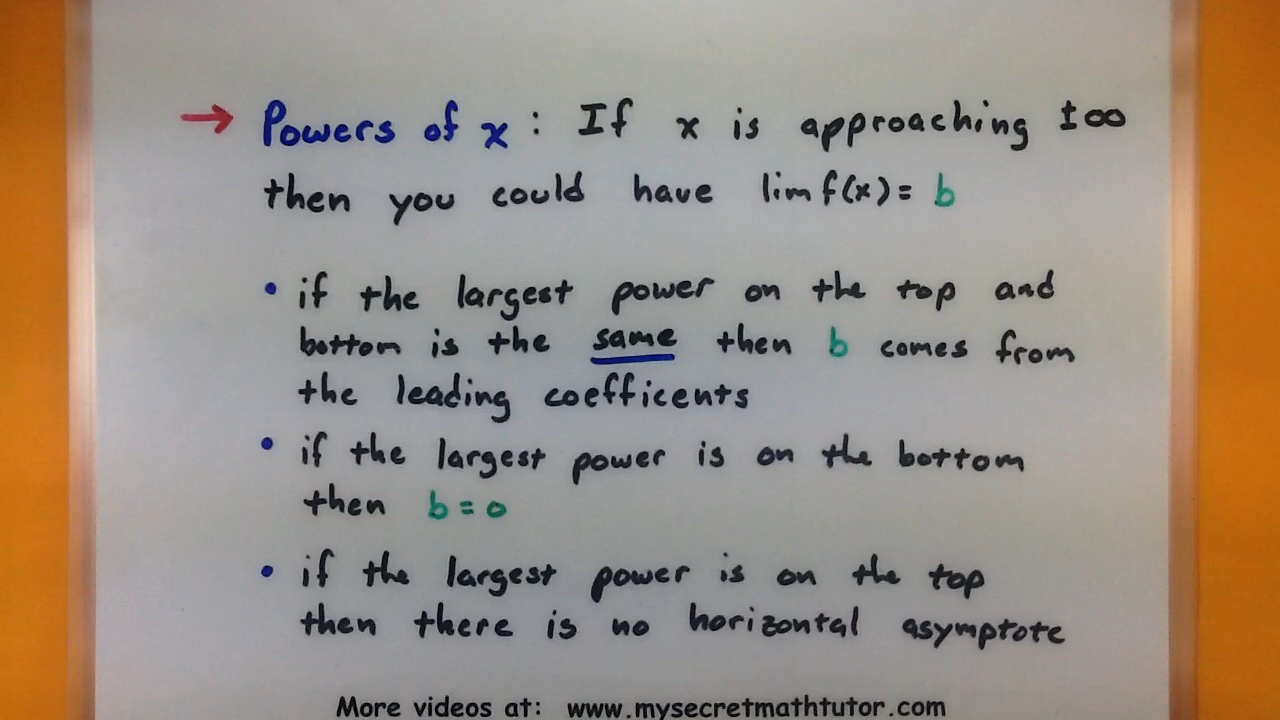 → Powers of x: If x is approaching ±∞
then you could have lim f(x) = b
• if the largest power on the top and
bottom is the same then b comes from
the leading coefficents
• if the largest power is on the bottom
then b = 0
• if the largest power is on the top
then there is no horizontal asymptote
More videos at: www.mysecretmathtutor.com